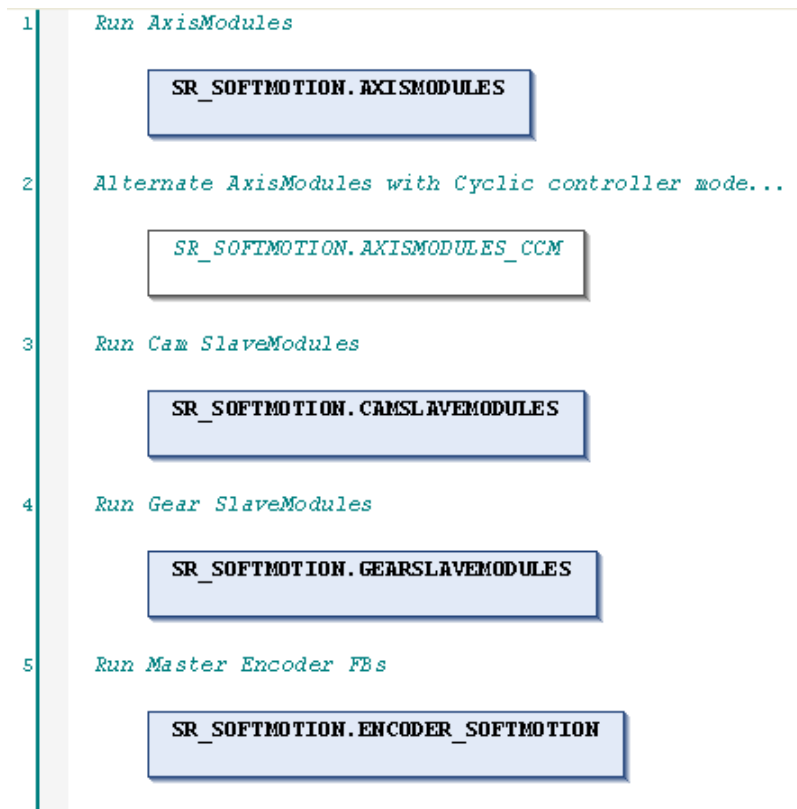 1 Run AxisModules
SR_SOFTMOTION.AXISMODULES
2 Alternate AxisModules with Cyclic controller mode...
SR_SOFTMOTION.AXISMODULES_CCM
3 Run Cam SlaveModules
SR_SOFTMOTION.CAMSLAVEMODULES
4 Run Gear SlaveModules
SR_SOFTMOTION.GEARSLAVEMODULES
5 Run Master Encoder FBs
SR_SOFTMOTION.ENCODER_SOFTMOTION